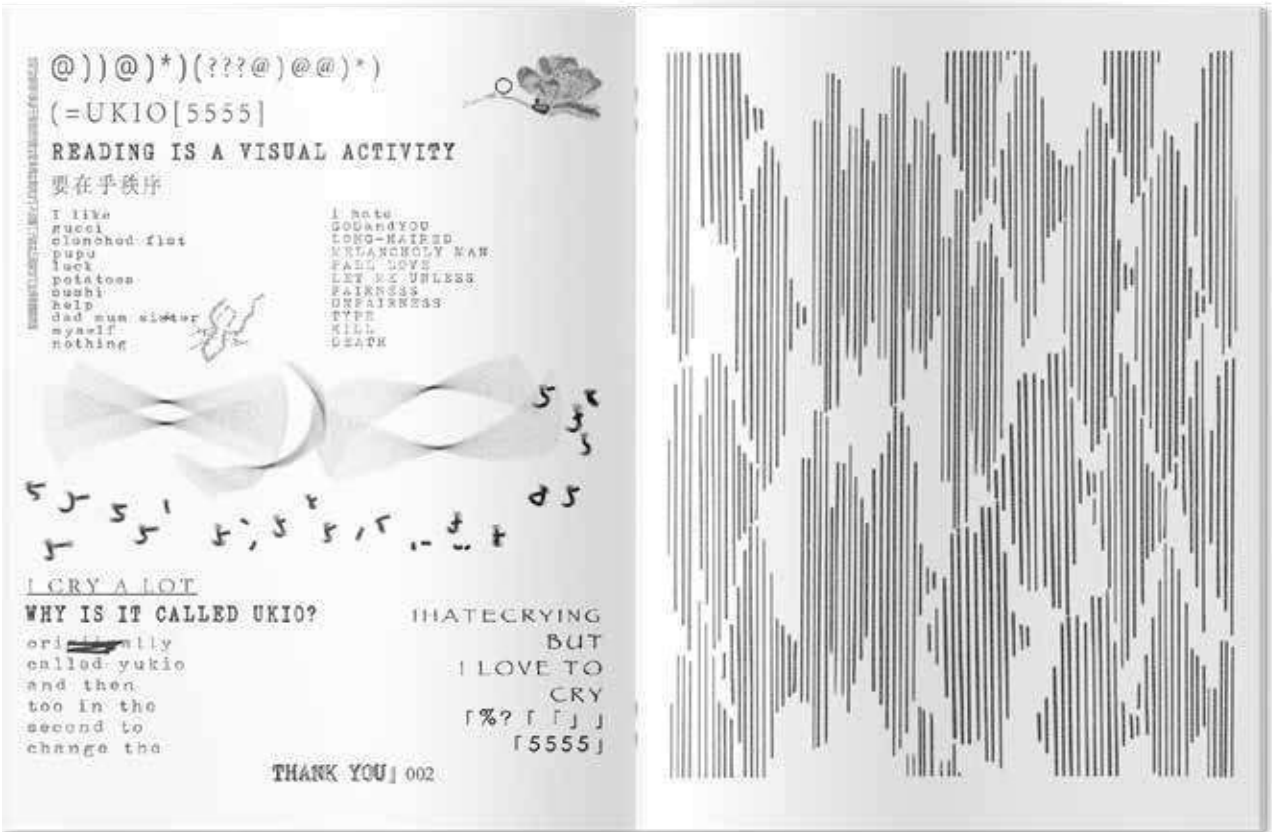 @))@)*)(???@)@@)*)
(=UKIO[5555]
READING IS A VISUAL ACTIVITY
要在乎秩序
I like
gucci
clenched fist
pupu
luck
potatoes
sushi
help
dad mum sister
myself
nothing
i hate
GODandYOU
LONG-HAIRED
MELANCHOLY MAN
FALL LOVE
LET ME UNLESS
FAIRNESS
UNFAIRNESS
TYPE
KILL
DEATH
I CRY A LOT
WHY IS IT CALLED UKIO?
called yukio
and then
too in the
second to
change the
IHATECRYING
BUT
I LOVE TO
CRY
「%?「「」」
「5555」
THANK YOU」002